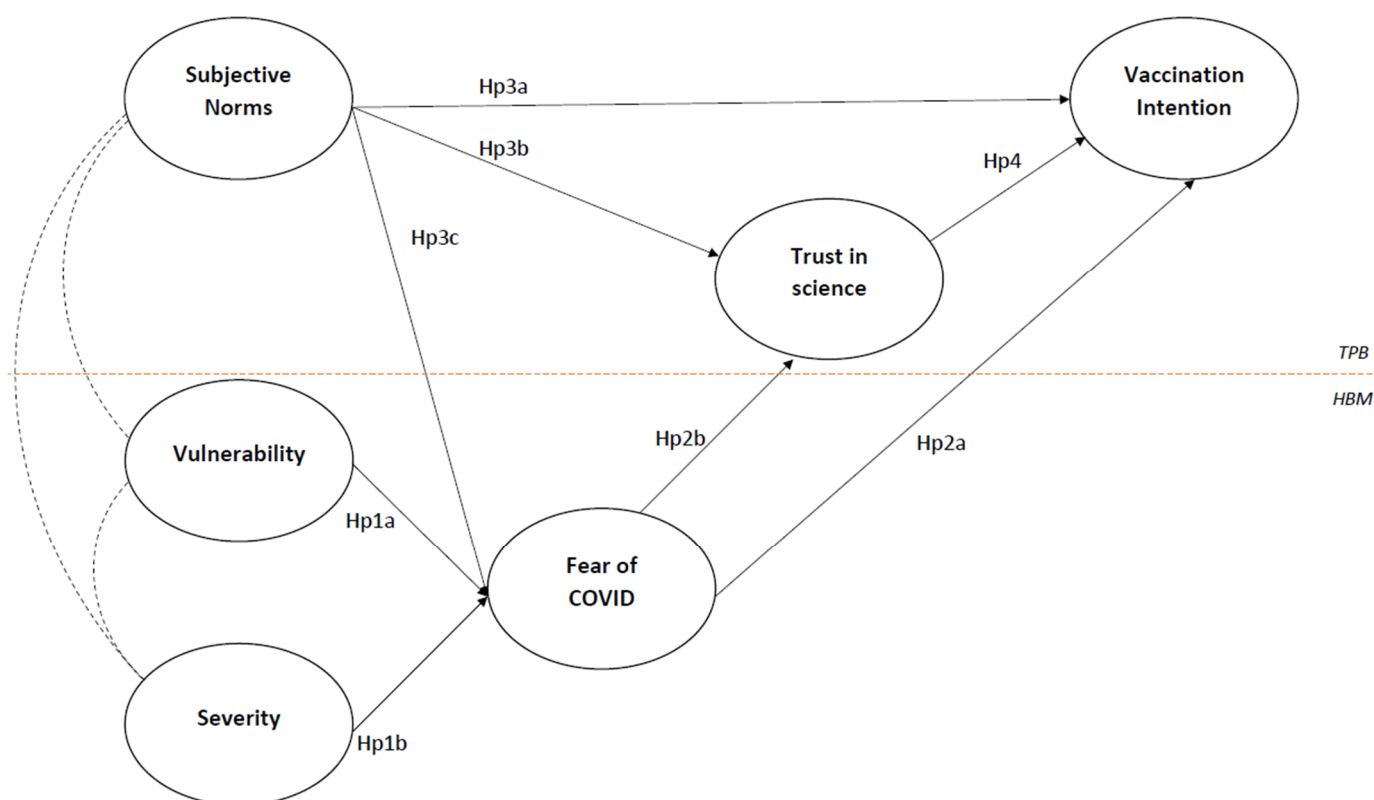 Subjective
Norms
Vaccination
Intention
Hp3a
Hp3b
Hp4
Hp3c
Trust in
science
TPB
HBM
Vulnerability
Hp2b
Hp2a
Hp1a
Fear of
COVID
Severity
Hp1b